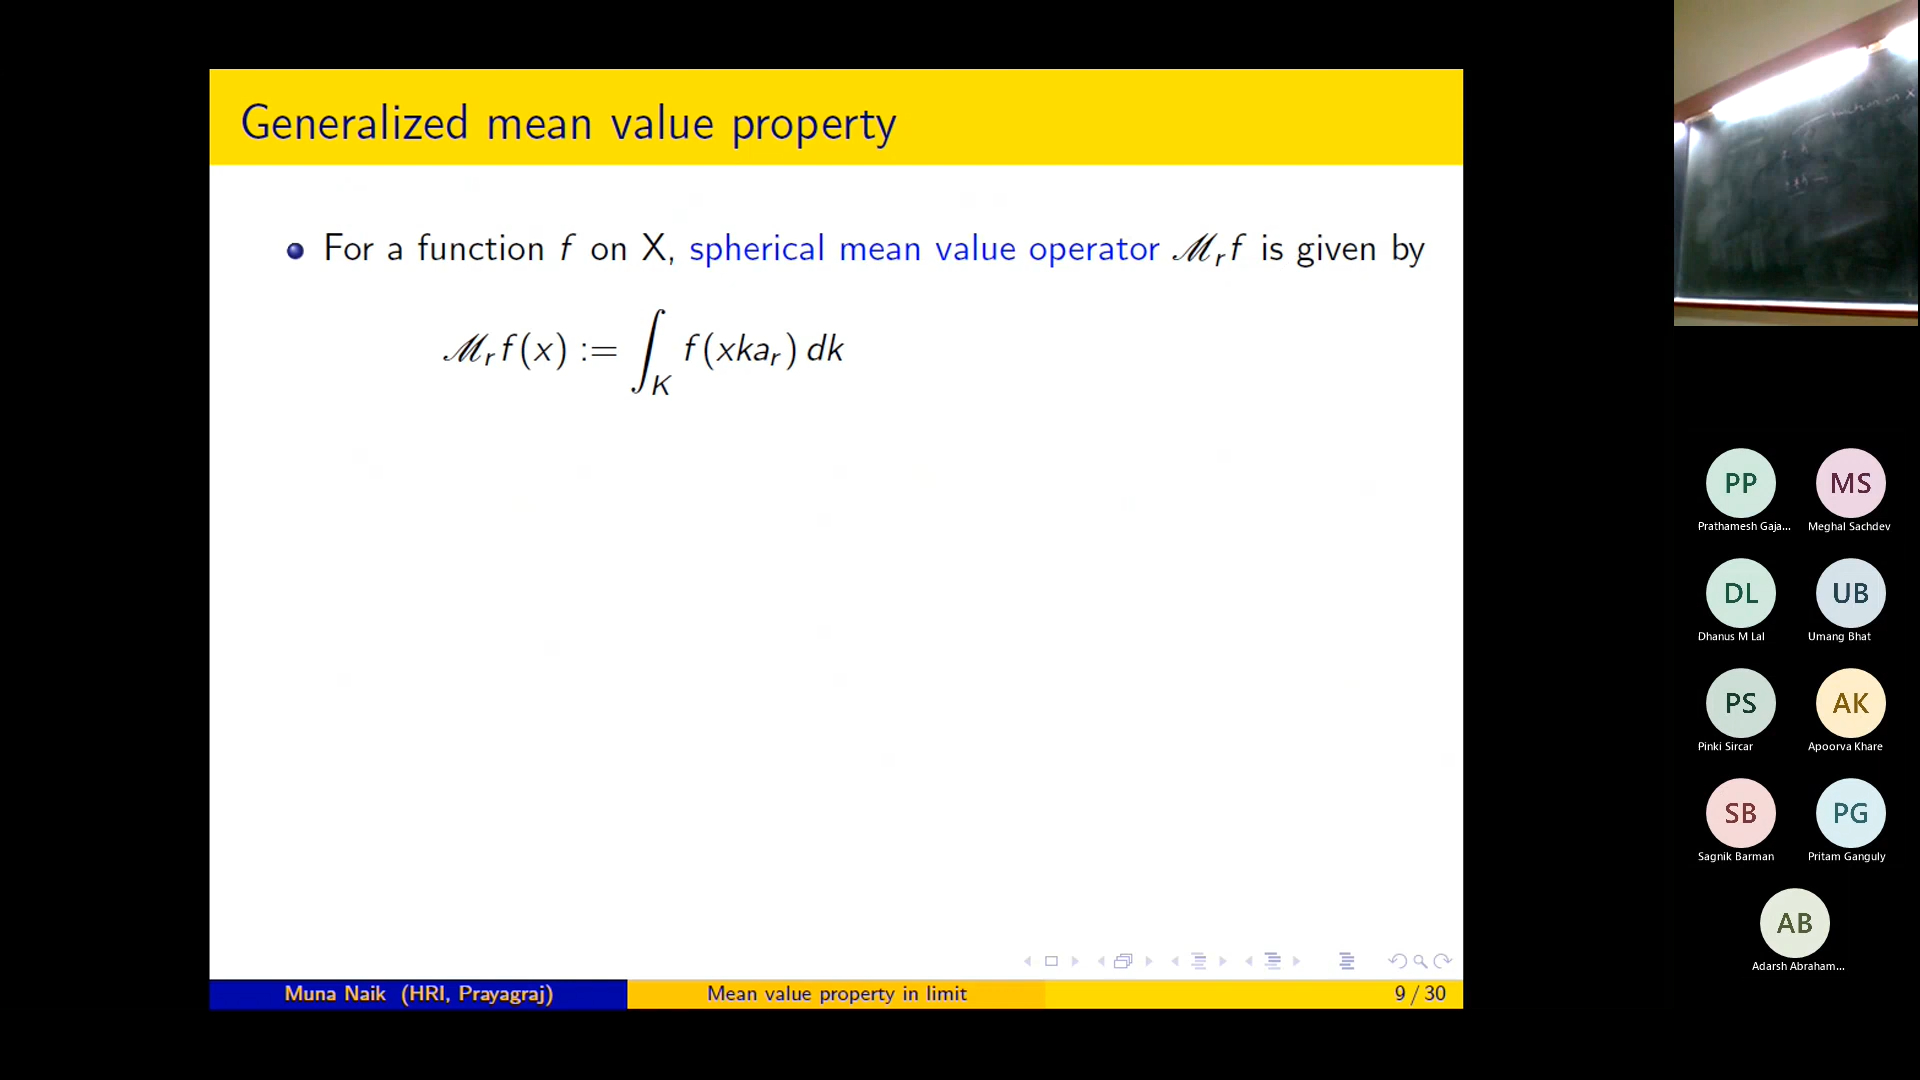 Generalized mean value property
For a function f on X, spherical mean value operator ℳ_r f is given by
ℳ_r f(x) := ∫_K f(xka_r) dk
Muna Naik (HRI, Prayagraj)
Mean value property in limit
9 / 30
PP
MS
Prathamesh Gaja...
Meghal Sachdev
DL
UB
Dhanus M Lal
Umang Bhat
PS
AK
Pinki Sircar
Apoorva Khare
SB
PG
Sagnik Barman
Pritam Ganguly
AB
Adarsh Abraham...